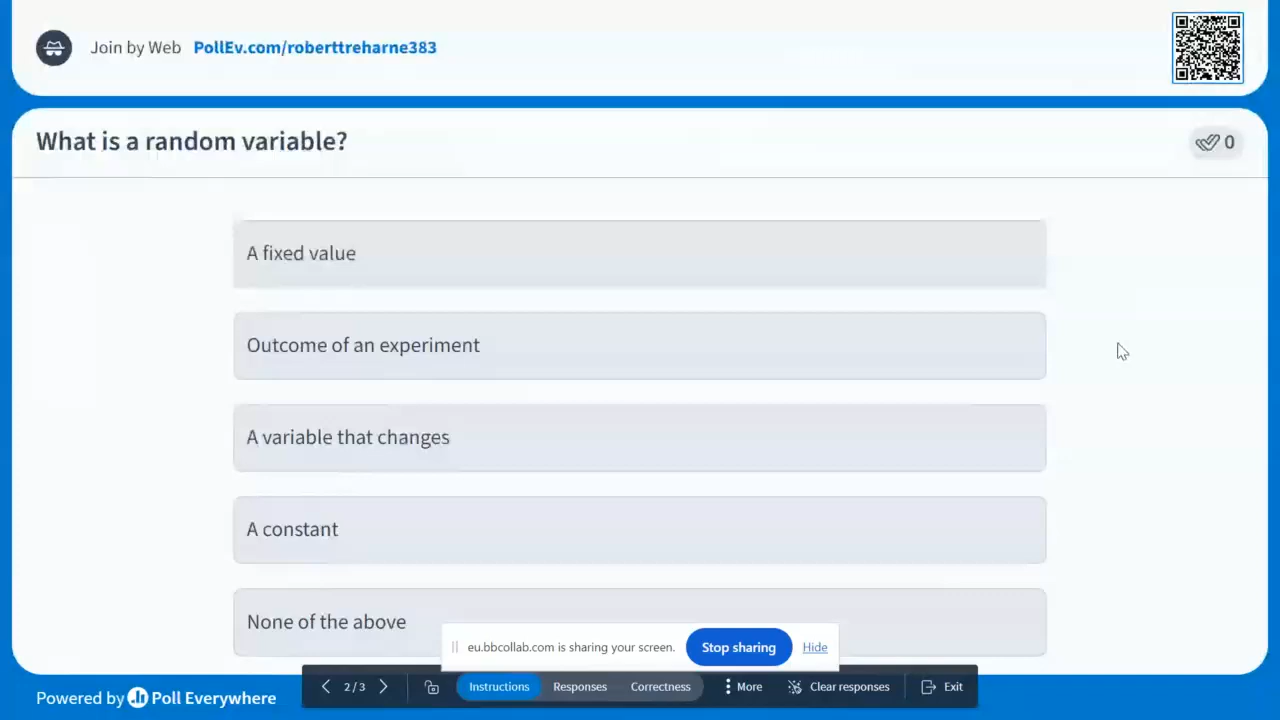 Join by Web PollEv.com/roberttreharne383
What is a random variable?
0
A fixed value
Outcome of an experiment
A variable that changes
A constant
None of the above
eu.bbcollab.com is sharing your screen. Stop sharing Hide
2/3 Instructions Responses Correctness More Clear responses Exit
Powered by Poll Everywhere